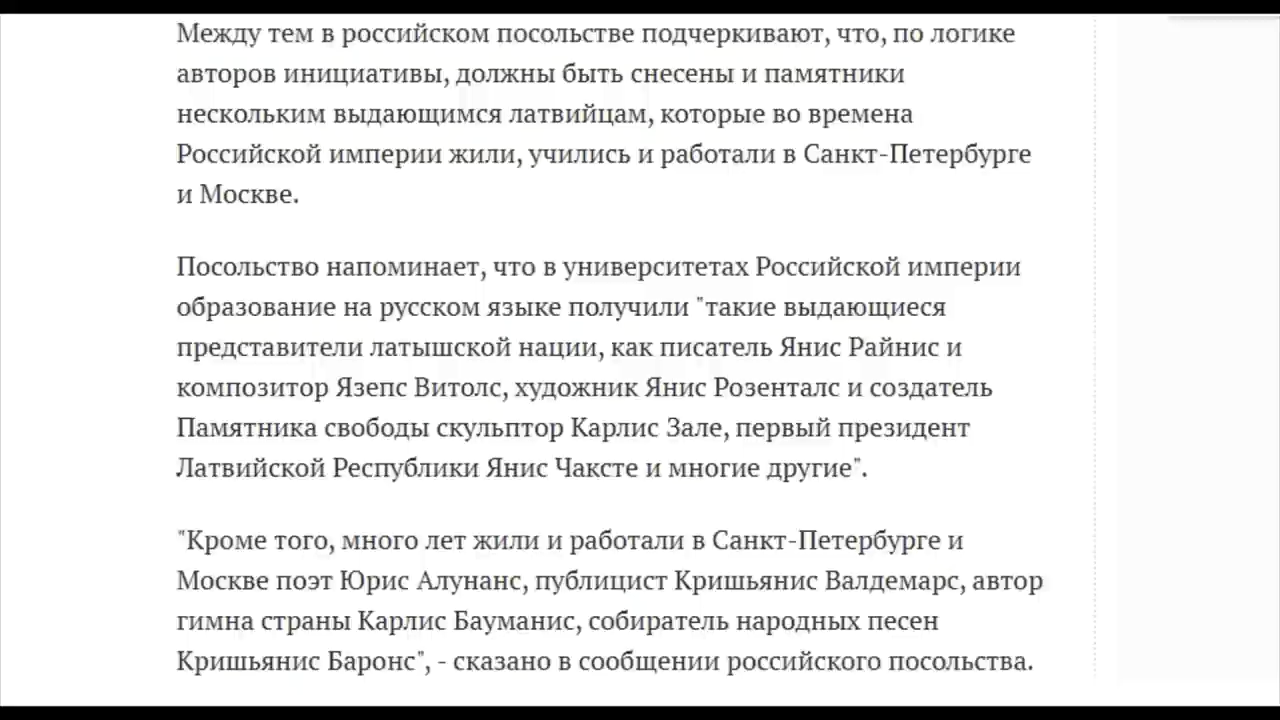 Между тем в российском посольстве подчеркивают, что, по логике
авторов инициативы, должны быть снесены и памятники
нескольким выдающимся латвийцам, которые во времена
Российской империи жили, учились и работали в Санкт-Петербурге
и Москве.
Посольство напоминает, что в университетах Российской империи
образование на русском языке получили "такие выдающиеся
представители латышской нации, как писатель Янис Райнис и
композитор Язепс Витолс, художник Янис Розенталс и создатель
Памятника свободы скульптор Карлис Зале, первый президент
Латвийской Республики Янис Чаксте и многие другие".
"Кроме того, много лет жили и работали в Санкт-Петербурге и
Москве поэт Юрис Алунанс, публицист Кришьянис Валдемарс, автор
гимна страны Карлис Бауманис, собиратель народных песен
Кришьянис Баронс", - сказано в сообщении российского посольства.